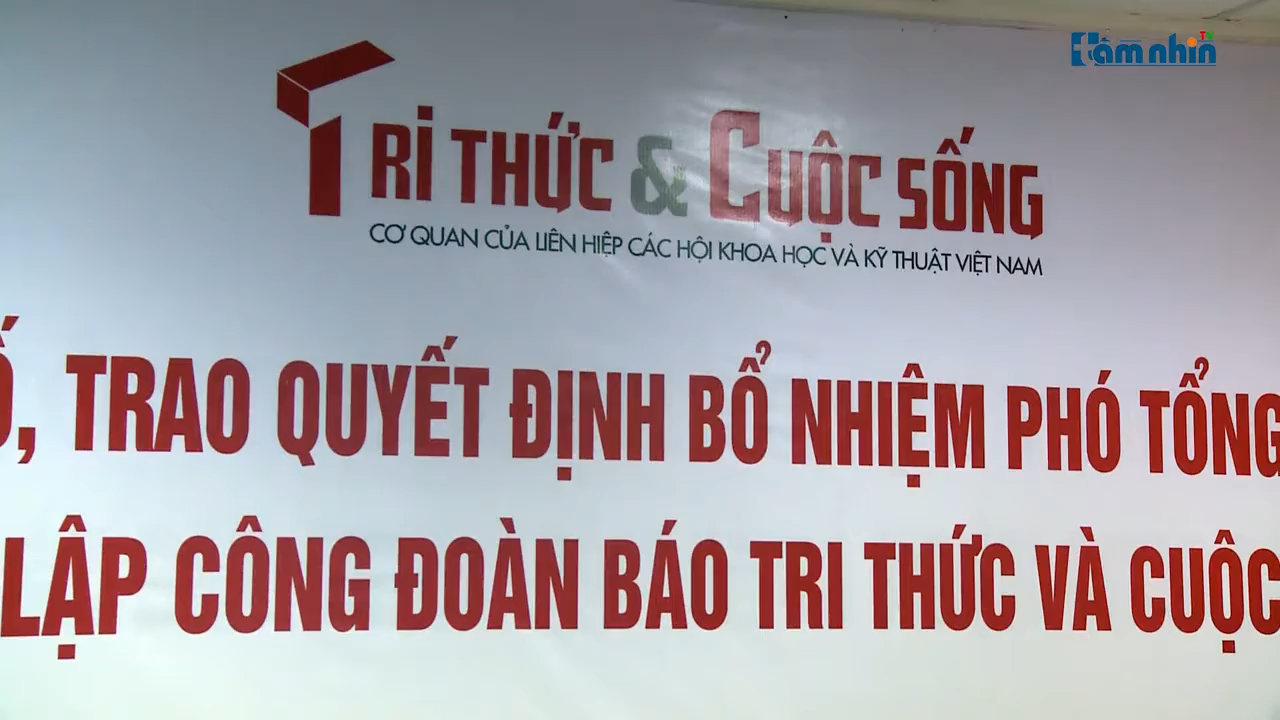 Tầm nhìn TV
TRI THỨC & CUỘC SỐNG
CƠ QUAN CỦA LIÊN HIỆP CÁC HỘI KHOA HỌC VÀ KỸ THUẬT VIỆT NAM
Ố, TRAO QUYẾT ĐỊNH BỔ NHIỆM PHÓ TỔNG
LẬP CÔNG ĐOÀN BÁO TRI THỨC VÀ CUỘC